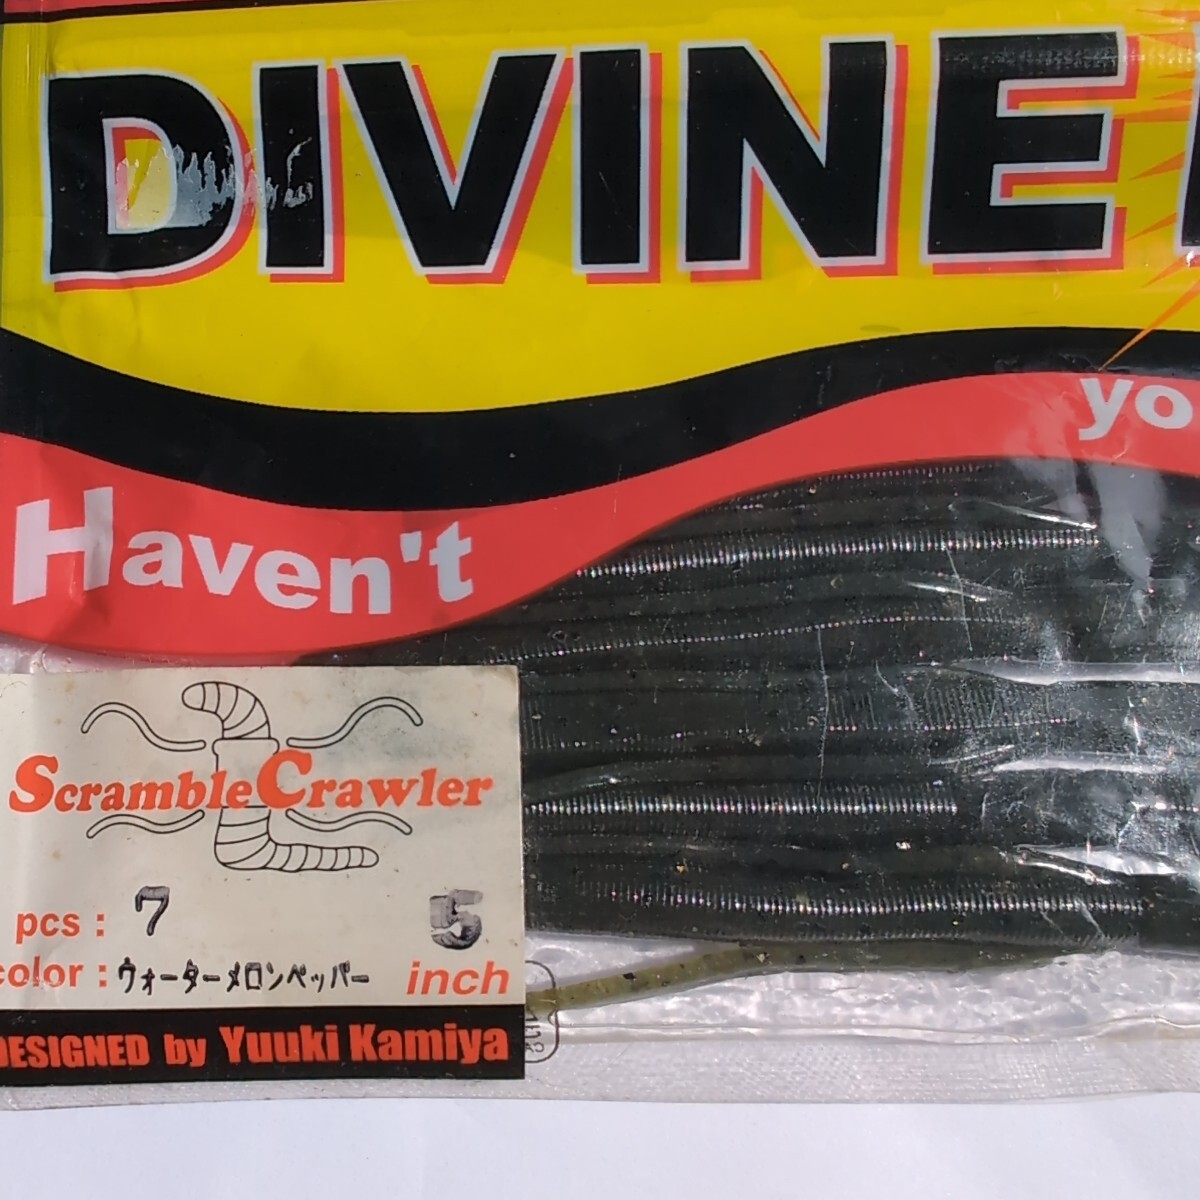 DIVINE
Haven't yo
ScrambleCrawler
pcs : 7
5 inch
color : ウォーターメロンペッパー
DESIGNED by Yuuki Kamiya